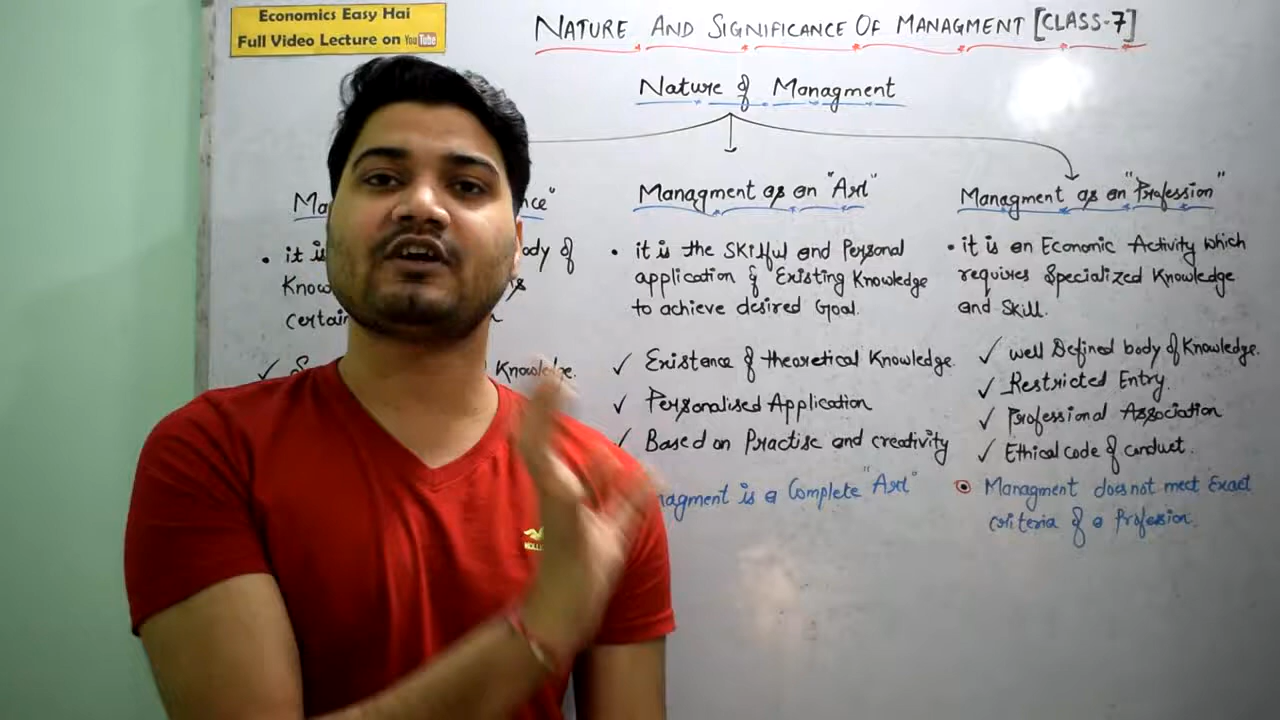 Economics Easy Hai
Full Video Lecture on YouTube
NATURE AND SIGNIFICANCE OF MANAGMENT [CLASS-7]
Nature of Managment
Managment as an "Art"
• it is the Skilful and Personal
application of Existing Knowledge
to achieve desired Goal.
✓ Existence of theoretical Knowledge.
✓ Personalised Application
✓ Based on Practise and creativity
is a Complete "Art"
Managment as an "Profession"
• it is an Economic Activity which
requires Specialized Knowledge
and Skill.
✓ well Defined body of Knowledge.
✓ Restricted Entry.
✓ Professional Association
✓ Ethical code of conduct.
Managment does not meet Exact
criteria of a Profession.
• it is body of
certain
Knowledge.